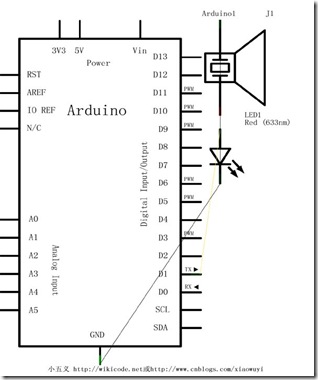 Arduino1
J1
3V3
5V
Vin
Power
D13
RST
D12
AREF
D11
PWM
IO REF
Arduino
D10
PWM
LED1
Red (633nm)
N/C
D9
PWM
D8
Digital Input/Output
D7
D6
PWM
D5
PWM
A0
D4
A1
D3
PWM
A2
D2
Analog Input
A3
D1
TX
A4
D0
RX
A5
SCL
SDA
GND
小五义 http://wikicode.net或http://www.cnblogs.com/xiaowuyi